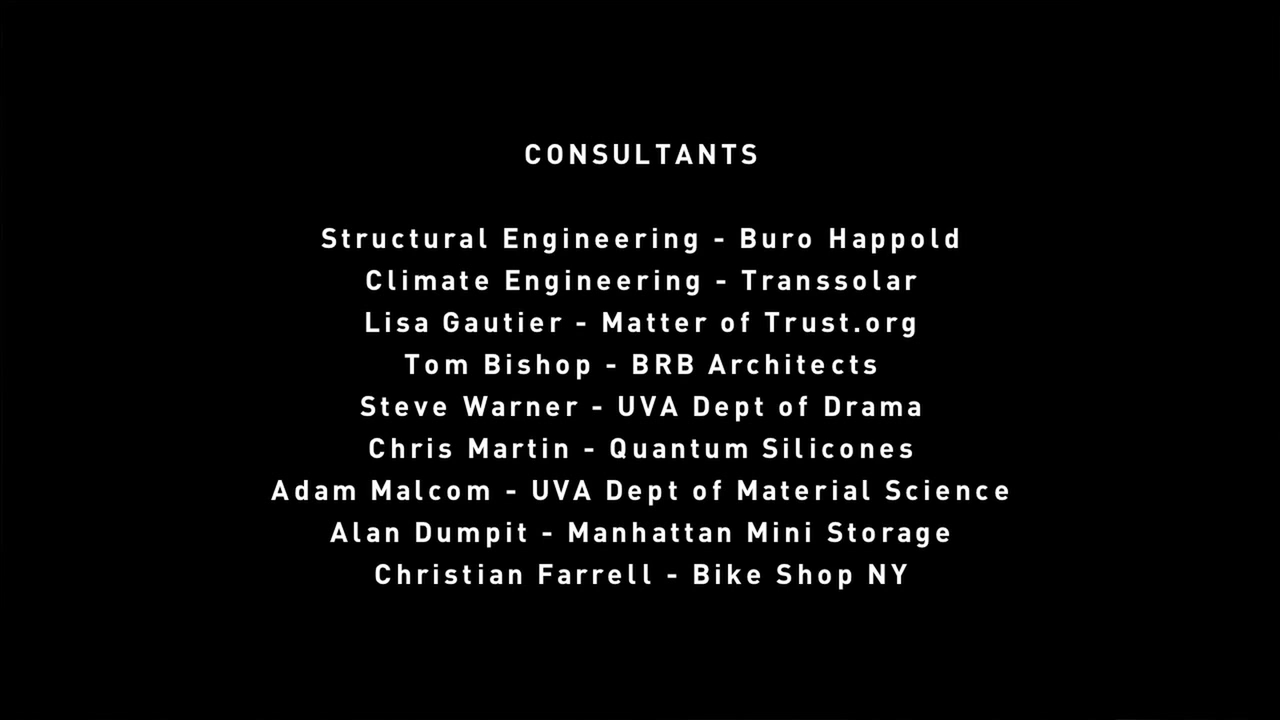 CONSULTANTS
Structural Engineering - Buro Happold
Climate Engineering - Transsolar
Lisa Gautier - Matter of Trust.org
Tom Bishop - BRB Architects
Steve Warner - UVA Dept of Drama
Chris Martin - Quantum Silicones
Adam Malcom - UVA Dept of Material Science
Alan Dumpit - Manhattan Mini Storage
Christian Farrell - Bike Shop NY